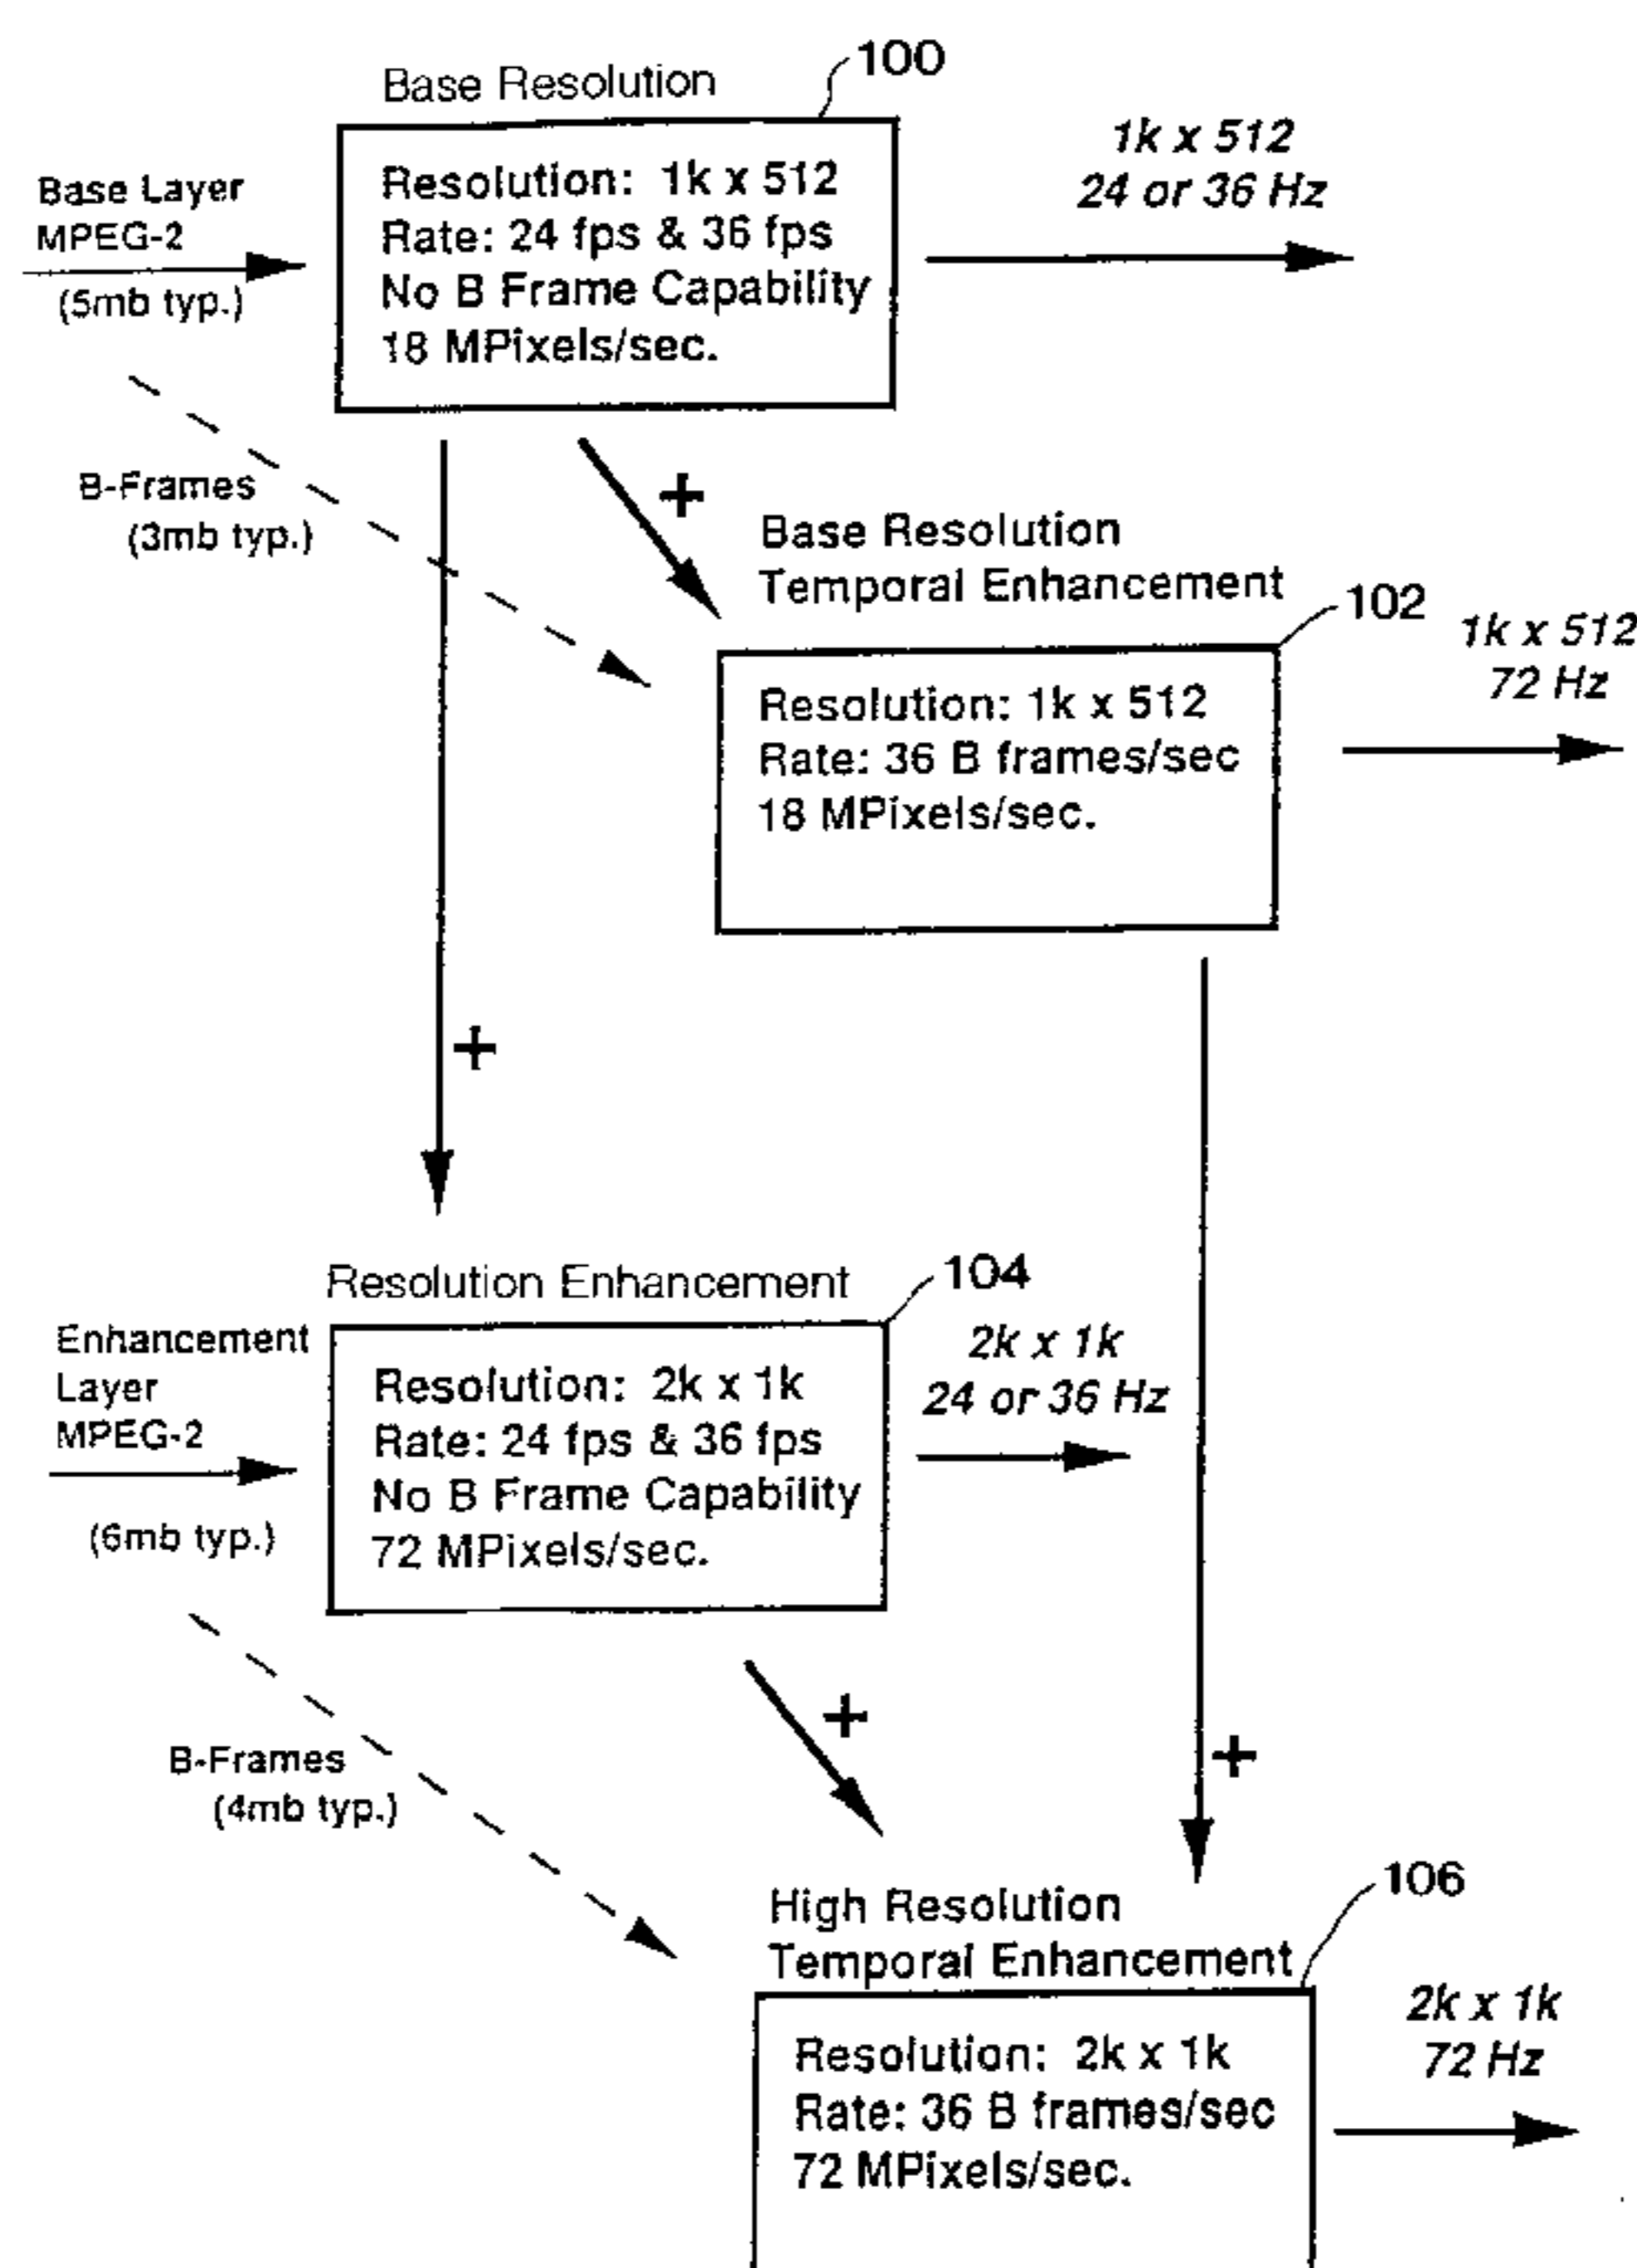 100
Base Resolution
Resolution: 1k x 512
Rate: 24 fps & 36 fps
No B Frame Capability
18 MPixels/sec.
Base Layer
MPEG-2
(5mb typ.)
1k x 512
24 or 36 Hz
B-Frames
(3mb typ.)
+
Base Resolution
Temporal Enhancement
102
Resolution: 1k x 512
Rate: 36 B frames/sec
18 MPixels/sec.
1k x 512
72 Hz
+
Resolution Enhancement
104
Enhancement
Layer
MPEG-2
(6mb typ.)
Resolution: 2k x 1k
Rate: 24 fps & 36 fps
No B Frame Capability
72 MPixels/sec.
2k x 1k
24 or 36 Hz
+
B-Frames
(4mb typ.)
+
High Resolution
Temporal Enhancement
106
Resolution: 2k x 1k
Rate: 36 B frames/sec
72 MPixels/sec.
2k x 1k
72 Hz